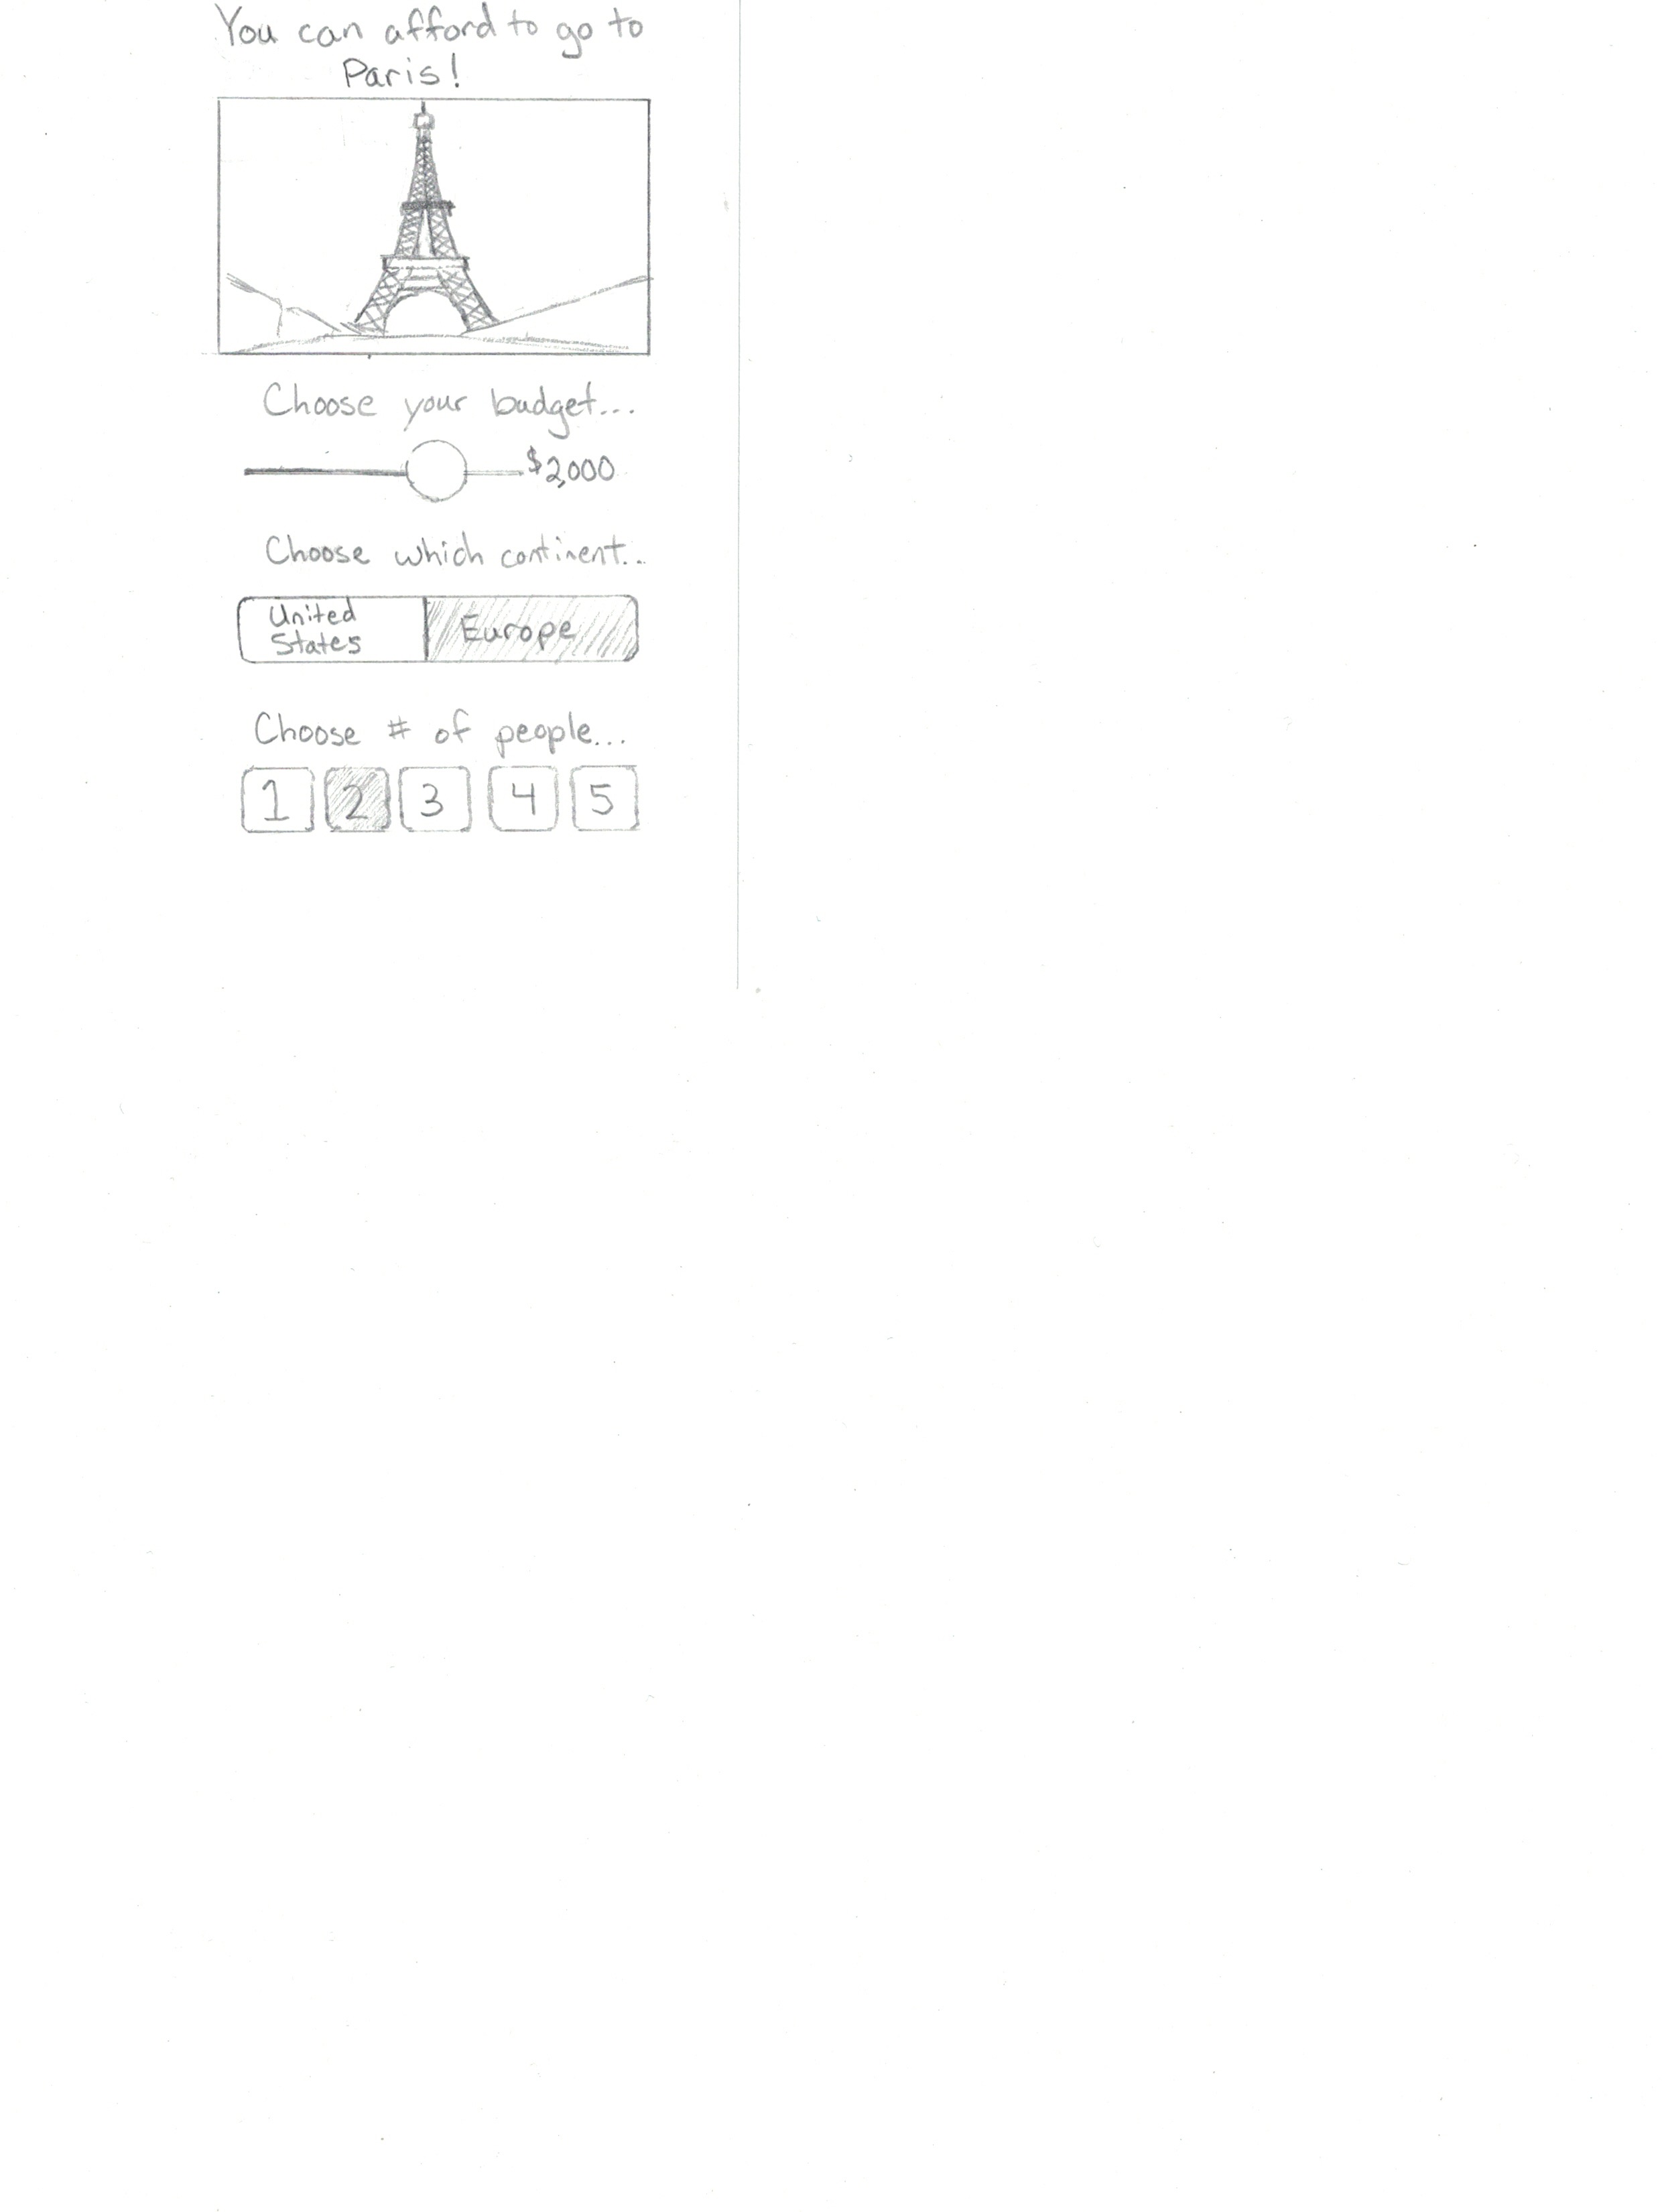 You can afford to go to
Paris!
Choose your budget...
$2,000
Choose which continent...
United
States
Europe
Choose # of people...
1 2 3 4 5